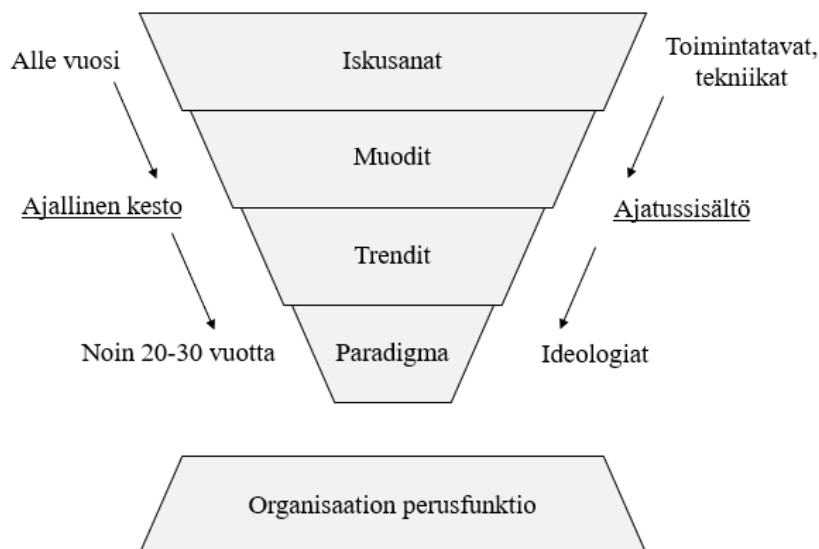 Alle vuosi
Iskusanat
Toimintatavat,
tekniikat
Muodit
Ajallinen kesto
Ajatussisältö
Trendit
Noin 20-30 vuotta
Paradigma
Ideologiat
Organisaation perusfunktio